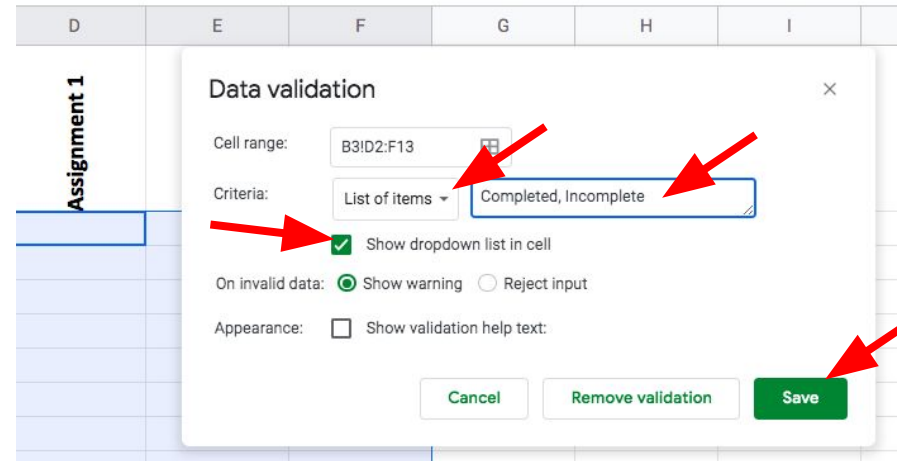 D E F G H I
Assignment 1
Data validation
Cell range: B3!D2:F13
Criteria: List of items Completed, Incomplete
Show dropdown list in cell
On invalid data: Show warning Reject input
Appearance: Show validation help text:
Cancel Remove validation Save